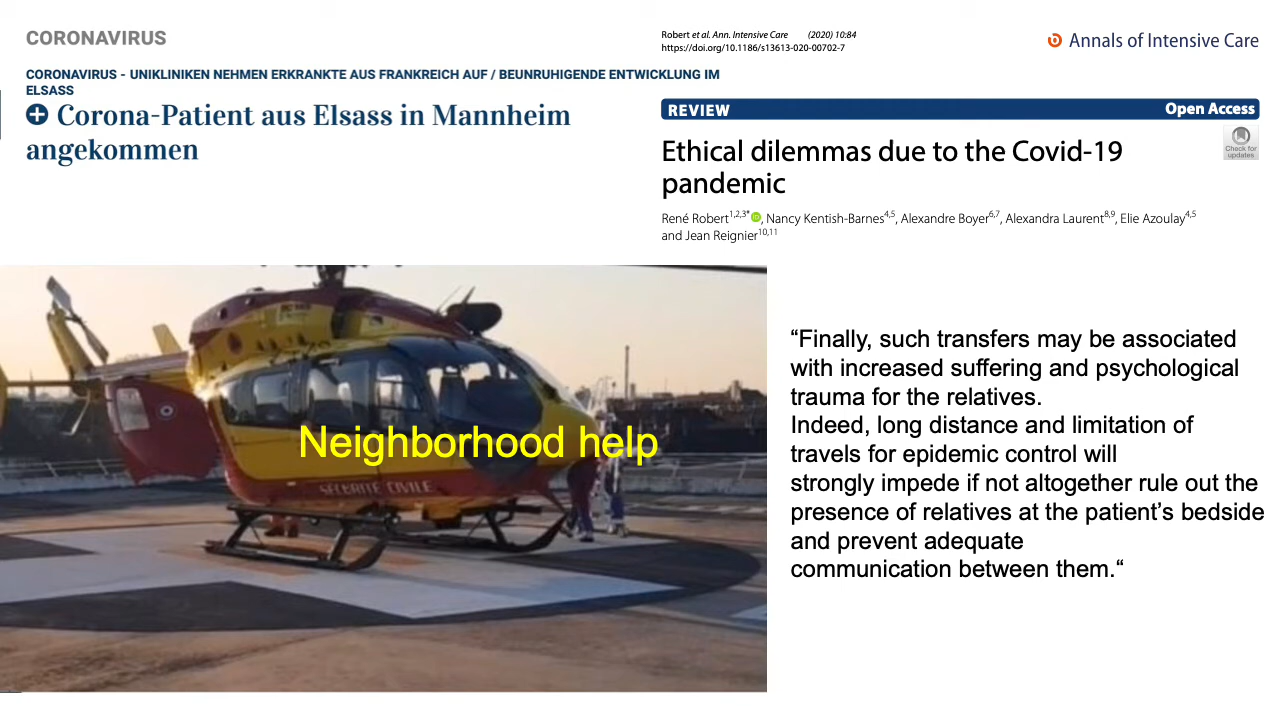 CORONAVIRUS
CORONAVIRUS - UNIKLINIKEN NEHMEN ERKRANKTE AUS FRANKREICH AUF / BEUNRUHIGENDE ENTWICKLUNG IM
ELSASS
Corona-Patient aus Elsass in Mannheim
angekommen
Robert et al. Ann. Intensive Care (2020) 10:84
https://doi.org/10.1186/s13613-020-00702-7
Annals of Intensive Care
REVIEW
Open Access
Check for
updates
Ethical dilemmas due to the Covid-19
pandemic
René Robert1,2,3*, Nancy Kentish-Barnes4,5, Alexandre Boyer6,7, Alexandra Laurent8,9, Elie Azoulay4,5
and Jean Reignier10,11
Neighborhood help
SÉCURITÉ CIVILE
“Finally, such transfers may be associated
with increased suffering and psychological
trauma for the relatives.
Indeed, long distance and limitation of
travels for epidemic control will
strongly impede if not altogether rule out the
presence of relatives at the patient’s bedside
and prevent adequate
communication between them.“